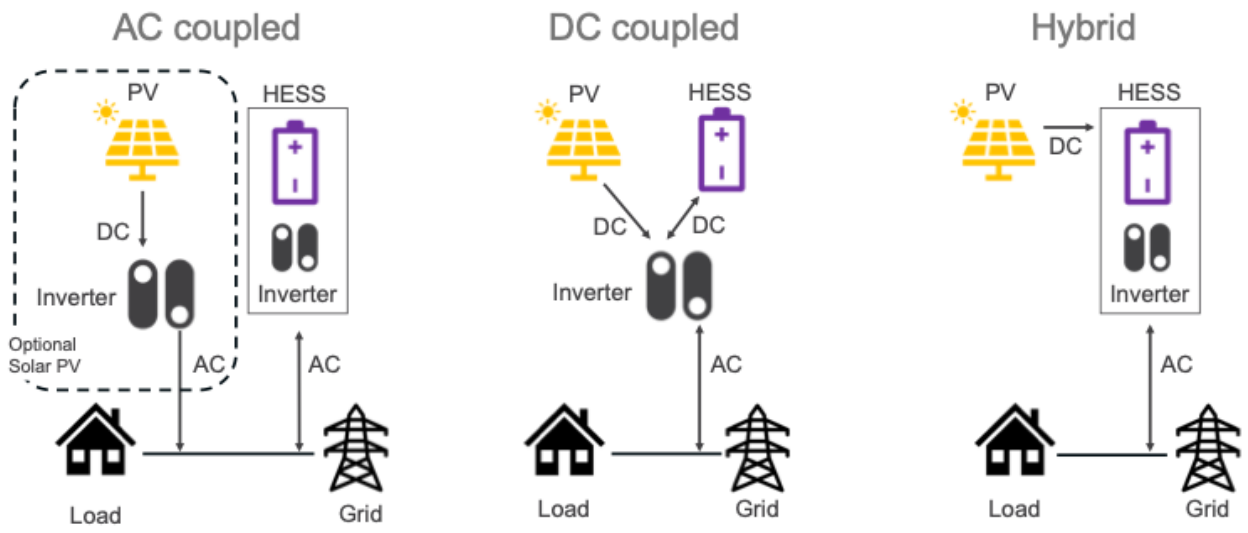 AC coupled
PV
HESS
DC
Inverter
Inverter
Optional
Solar PV
AC
AC
Load
Grid
DC coupled
PV
HESS
DC
DC
Inverter
AC
Load
Grid
Hybrid
PV
HESS
DC
Inverter
AC
Load
Grid